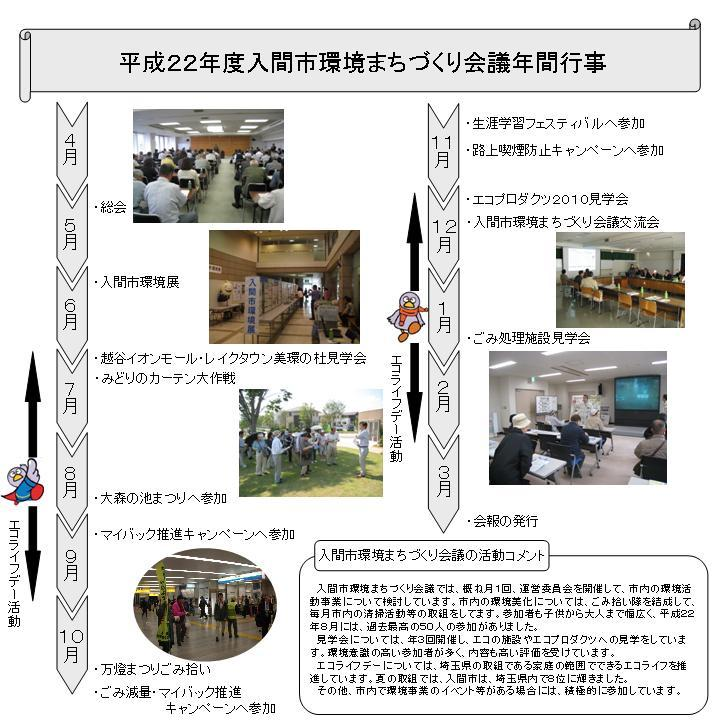 平成22年度入間市環境まちづくり会議年間行事
4月
・総会
5月
・入間市環境展
入間市環境展
6月
・越谷イオンモール・レイクタウン美環の杜見学会
・みどりのカーテン大作戦
7月
8月
・大森の池まつりへ参加
エコライフデー活動
・マイバック推進キャンペーンへ参加
9月
10月
・万燈まつりごみ拾い
・ごみ減量・マイバック推進
キャンペーンへ参加
11月
・生涯学習フェスティバルへ参加
・路上喫煙防止キャンペーンへ参加
・エコプロダクツ2010見学会
12月
・入間市環境まちづくり会議交流会
1月
・ごみ処理施設見学会
エコライフデー活動
2月
3月
・会報の発行
入間市環境まちづくり会議の活動コメント
入間市環境まちづくり会議では、概ね月1回、運営委員会を開催して、市内の環境活
動事業について検討しています。市内の環境美化については、ごみ拾い隊を結成して、
毎月市内の清掃活動等の取組をしてます。参加者も子供から大人まで幅広く、平成22
年8月には、過去最高の50人の参加がありました。
見学会については、年3回開催し、エコの施設やエコプロダクツへの見学をしていま
す。環境意識の高い参加者が多く、内容も高い評価を受けています。
エコライフデーについては、埼玉県の取組である家庭の範囲でできるエコライフを推
進しています。夏の取組では、入間市は、埼玉県内で8位に輝きました。
その他、市内で環境事業のイベント等がある場合には、積極的に参加しています。